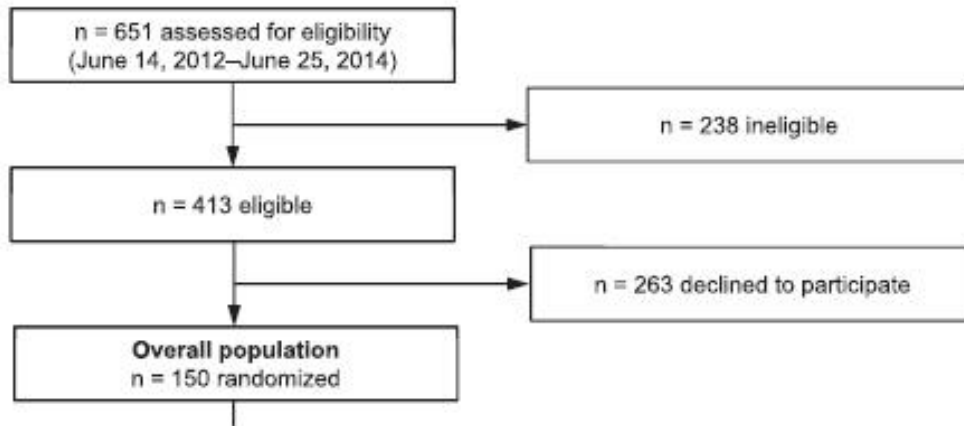 n = 651 assessed for eligibility
(June 14, 2012–June 25, 2014)
n = 238 ineligible
n = 413 eligible
n = 263 declined to participate
Overall population
n = 150 randomized